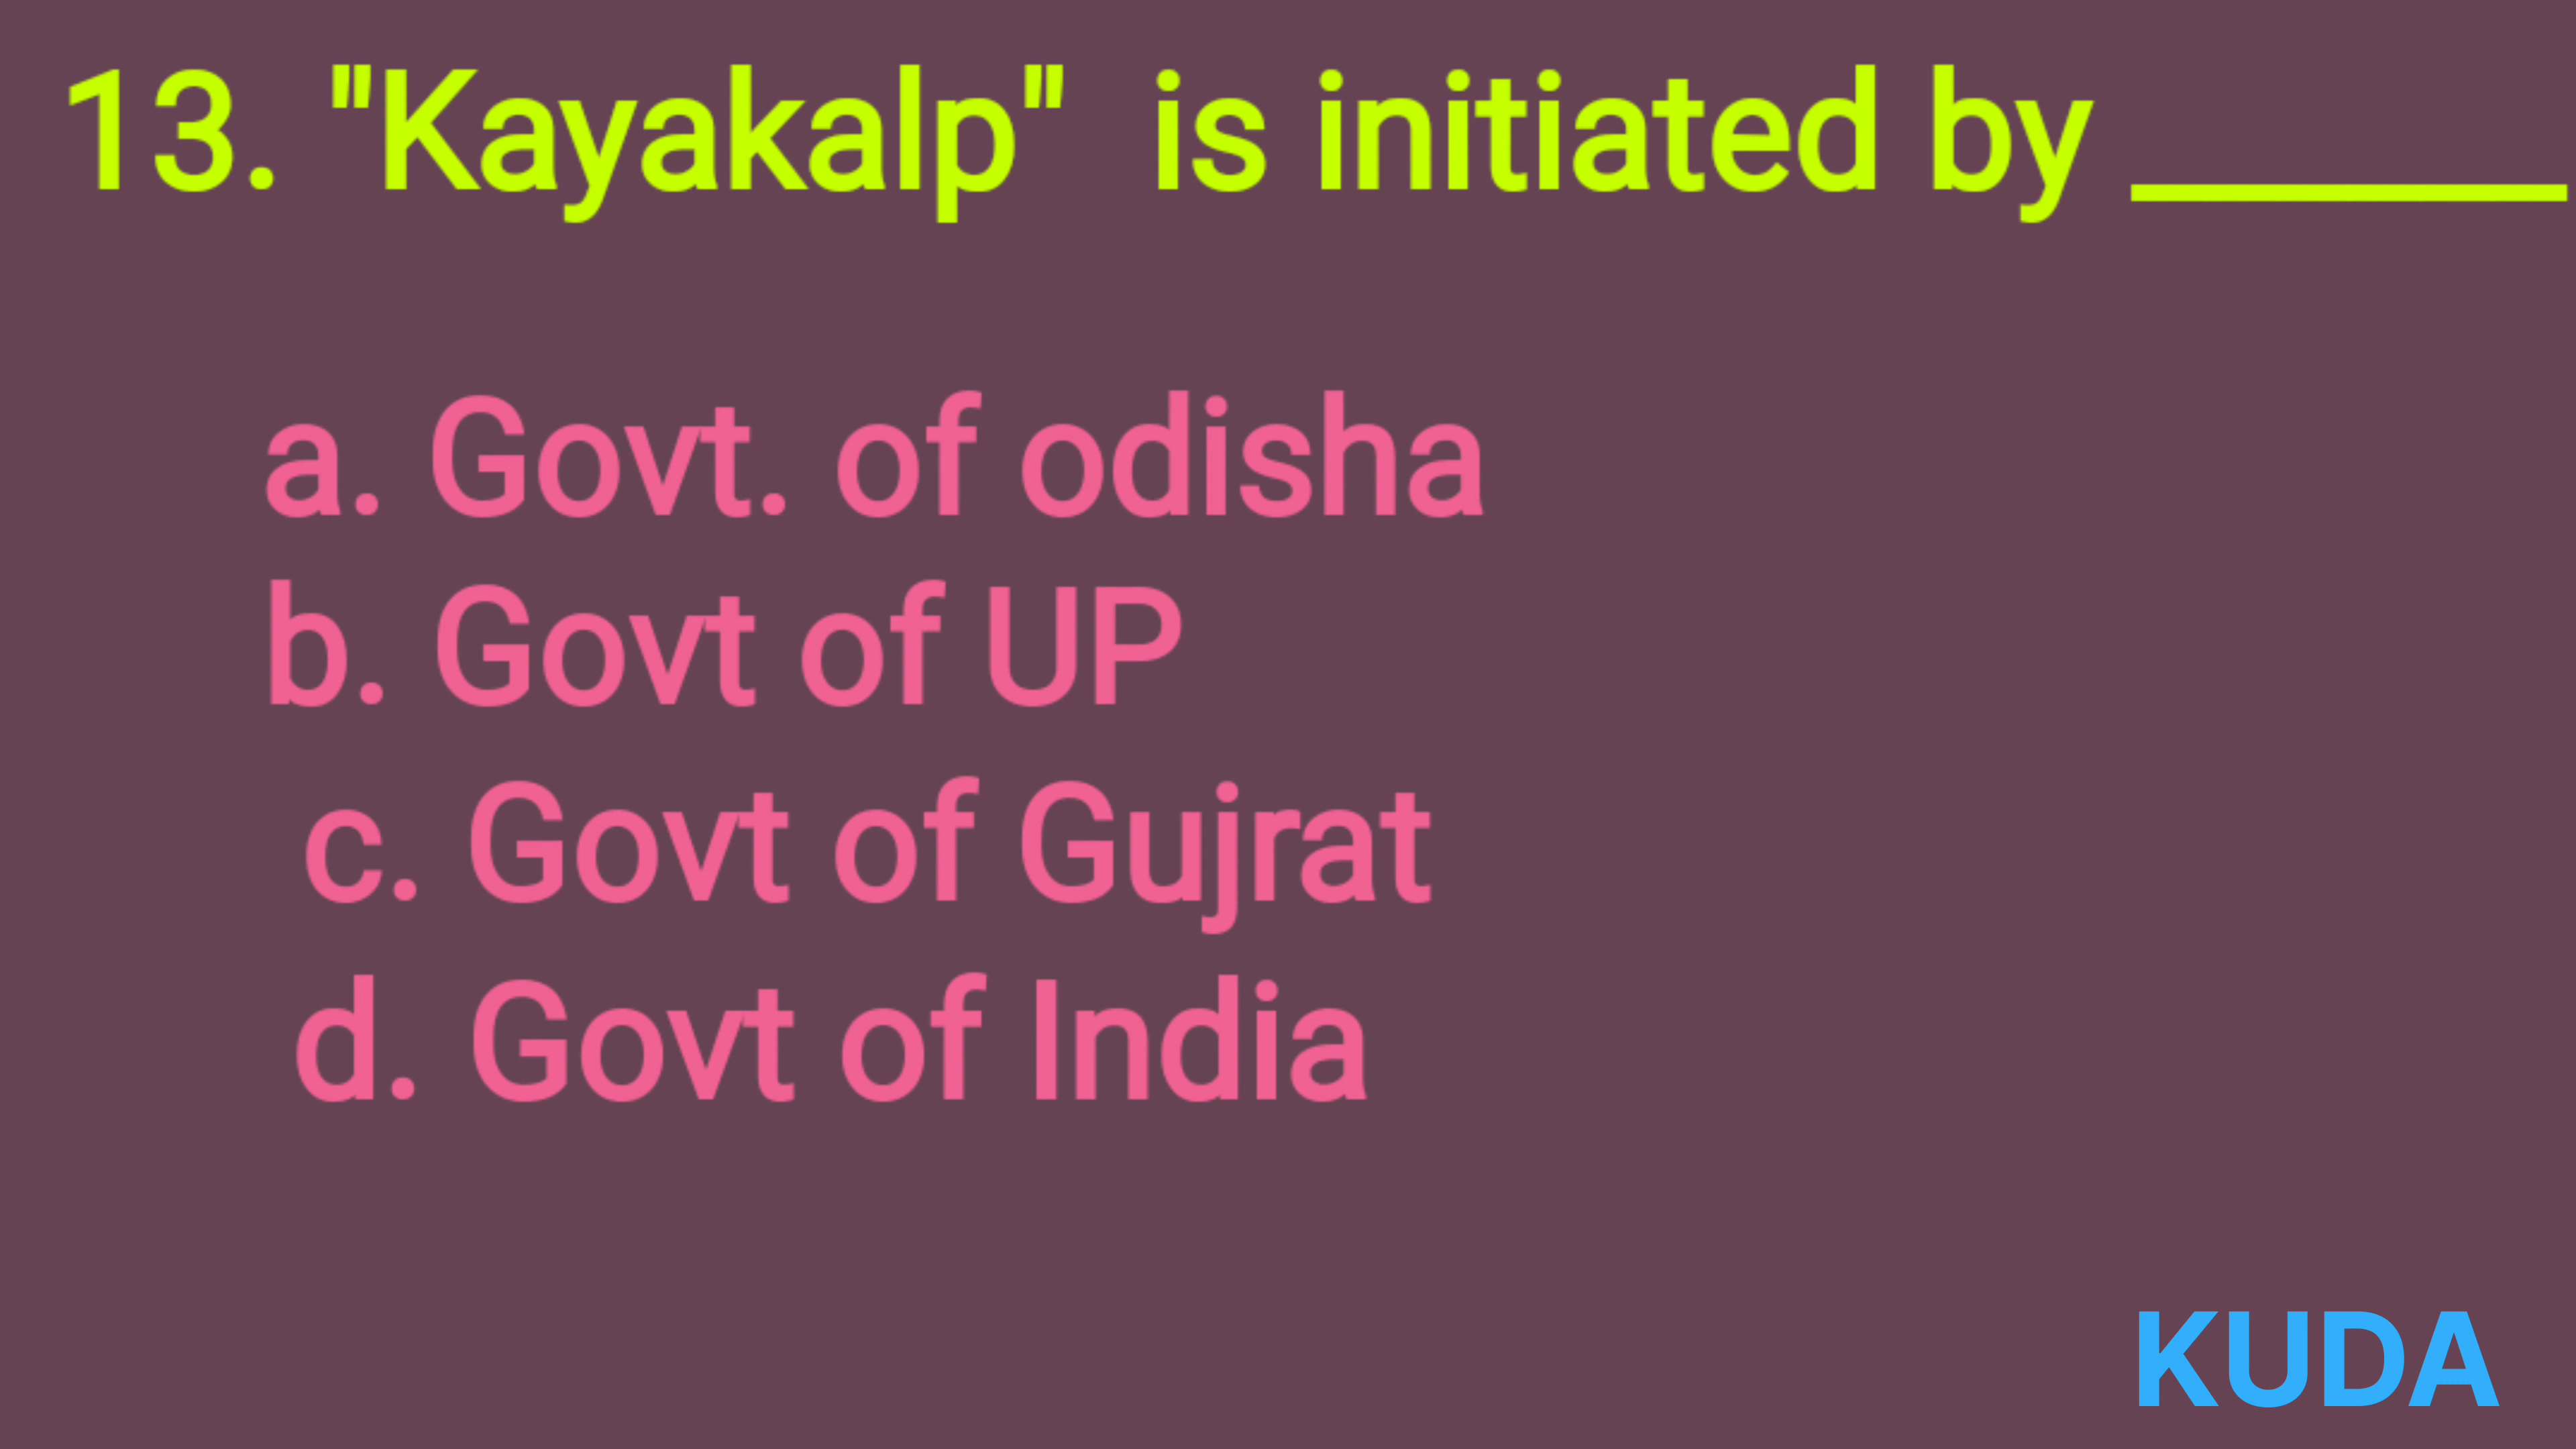 13. "Kayakalp" is initiated by ______
a. Govt. of odisha
b. Govt of UP
c. Govt of Gujrat
d. Govt of India
KUDA